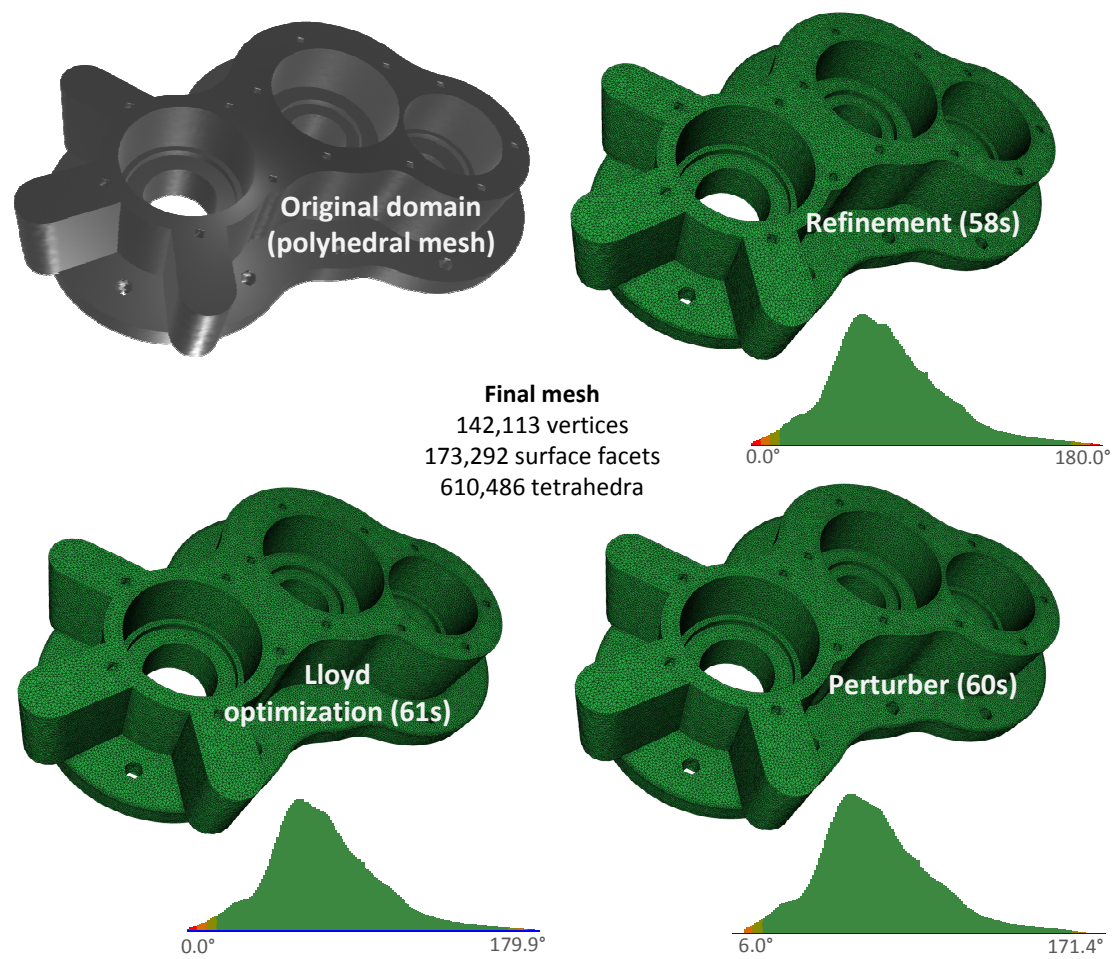 Original domain
(polyhedral mesh)
Refinement (58s)
0.0°
180.0°
Final mesh
142,113 vertices
173,292 surface facets
610,486 tetrahedra
Lloyd
optimization (61s)
0.0°
179.9°
Perturber (60s)
6.0°
171.4°